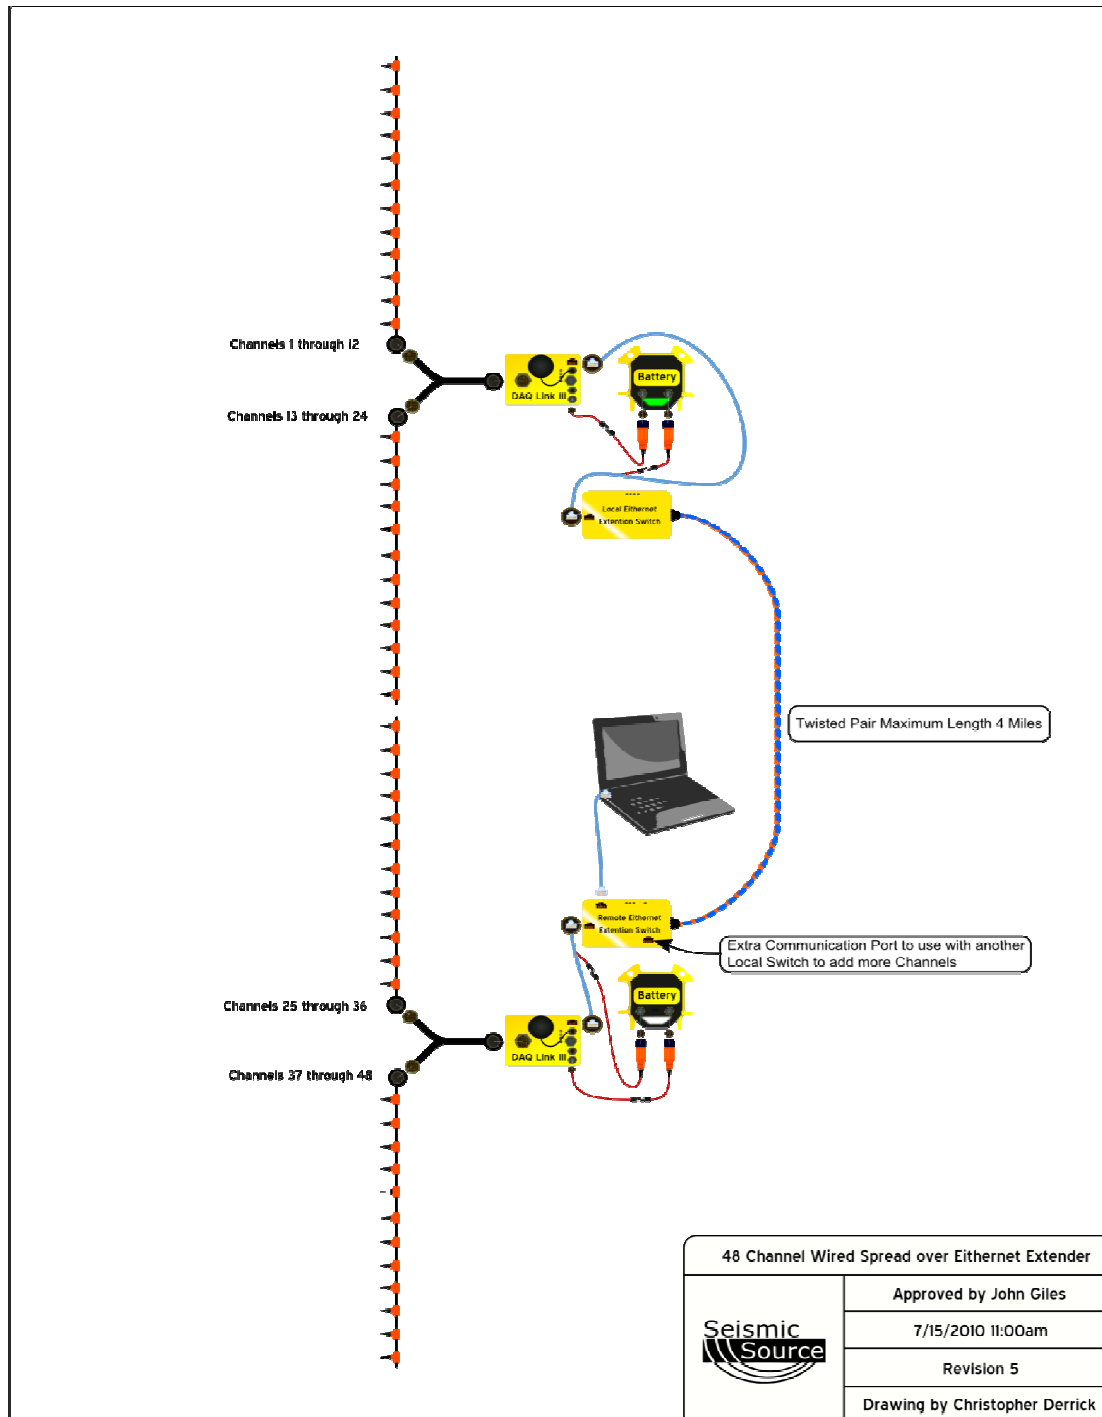 Channels 1 through 12
Battery
DAQ Link III
Channels 13 through 24
Local Eithernet
Extention Switch
Twisted Pair Maximum Length 4 Miles
Remote Eithernet
Extention Switch
Extra Communication Port to use with another
Local Switch to add more Channels
Battery
Channels 25 through 36
DAQ Link III
Channels 37 through 48
48 Channel Wired Spread over Eithernet Extender
Approved by John Giles
Seismic
Source
7/15/2010 11:00am
Revision 5
Drawing by Christopher Derrick